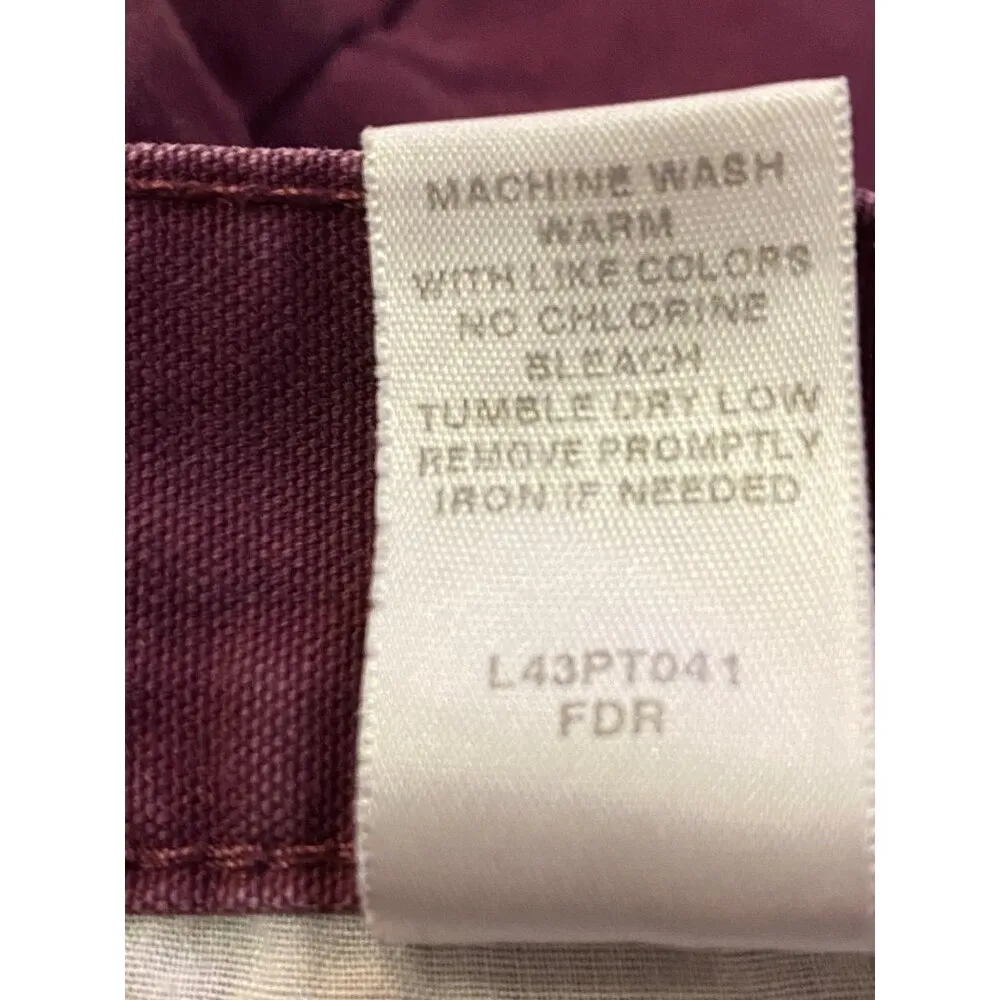 MACHINE WASH
WARM
WITH LIKE COLORS
NO CHLORINE
BLEACH
TUMBLE DRY LOW
REMOVE PROMPTLY
IRON IF NEEDED
L43PT041
FDR